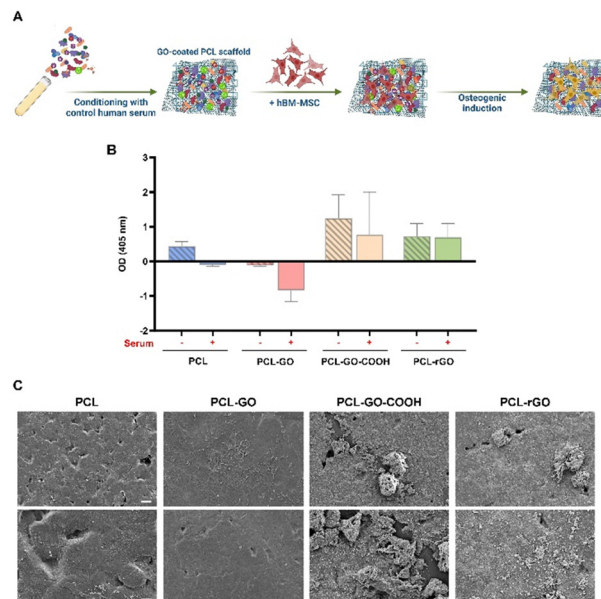 A
GO-coated PCL scaffold
Conditioning with
control human serum
+ hBM-MSC
Osteogenic
induction
B
OD (405 nm)
3
2
1
0
-1
-2
Serum - + - + - + - +
PCL PCL-GO PCL-GO-COOH PCL-rGO
C
PCL PCL-GO PCL-GO-COOH PCL-rGO